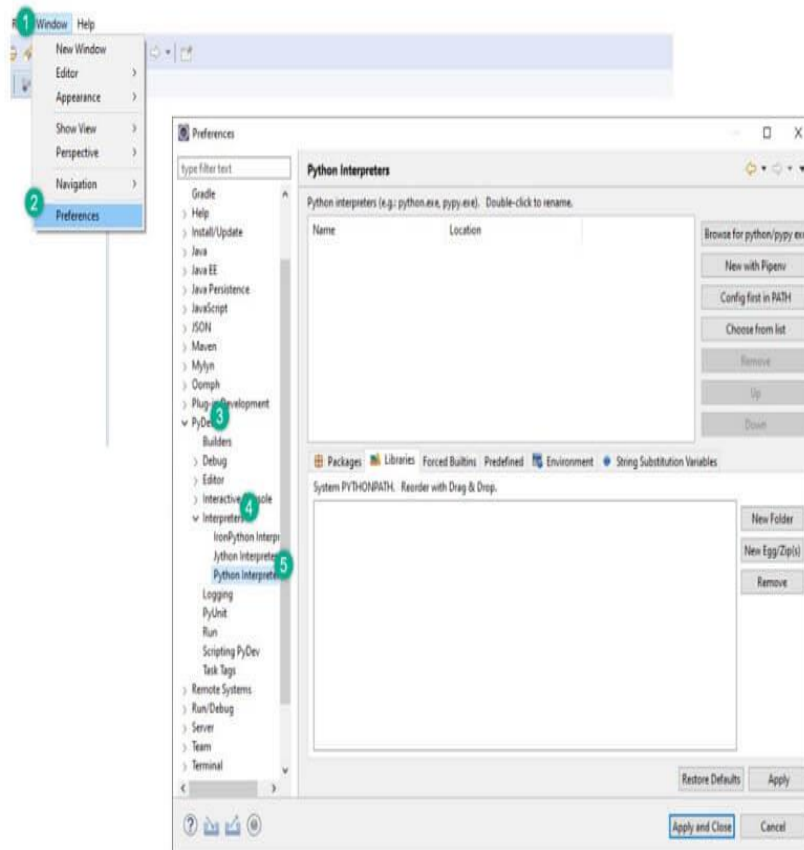 1 Window Help
New Window
Editor
Appearance
Show View
Perspective
Navigation
2 Preferences
Preferences
type filter text
Python Interpreters
Gradle
Help
Install/Update
Java
Java EE
Java Persistence
JavaScript
JSON
Maven
Mylyn
Oomph
Plug-in Development
PyDev 3
Builders
Debug
Editor
Interactive Console
Interpreters 4
IronPython Interpr
Jython Interpreter
Python Interprete 5
Logging
PyUnit
Run
Scripting PyDev
Task Tags
Remote Systems
Run/Debug
Server
Team
Terminal
Python interpreters (e.g.: python.exe, pypy.exe). Double-click to rename.
Name Location
Browse for python/pypy exe
New with Pipenv
Config first in PATH
Choose from list
Remove
Up
Down
Packages Libraries Forced Builtins Predefined Environment String Substitution Variables
System PYTHONPATH. Reorder with Drag & Drop.
New Folder
New Egg/Zip(s)
Remove
Restore Defaults Apply
Apply and Close Cancel